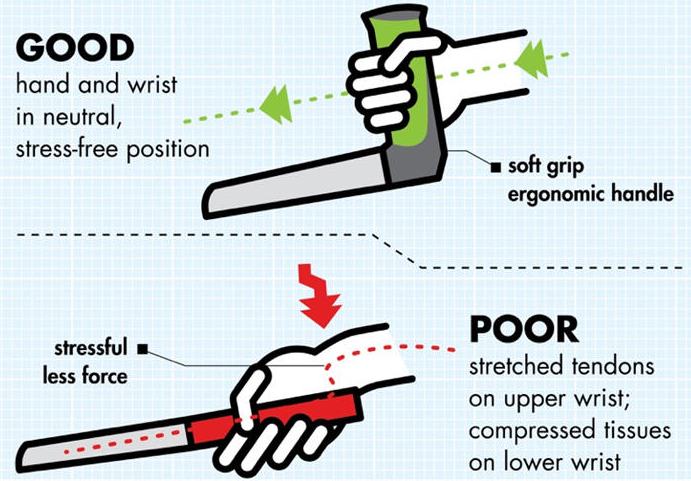 GOOD
hand and wrist
in neutral,
stress-free position
soft grip
ergonomic handle
stressful
less force
POOR
stretched tendons
on upper wrist;
compressed tissues
on lower wrist